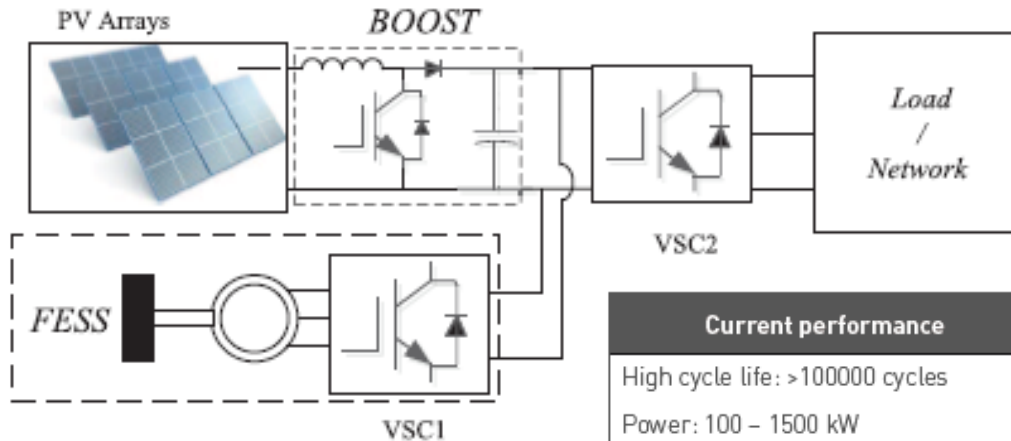 PV Arrays
BOOST
Load
/
Network
VSC2
FESS
VSC1
Current performance
High cycle life: >100000 cycles
Power: 100 – 1500 kW